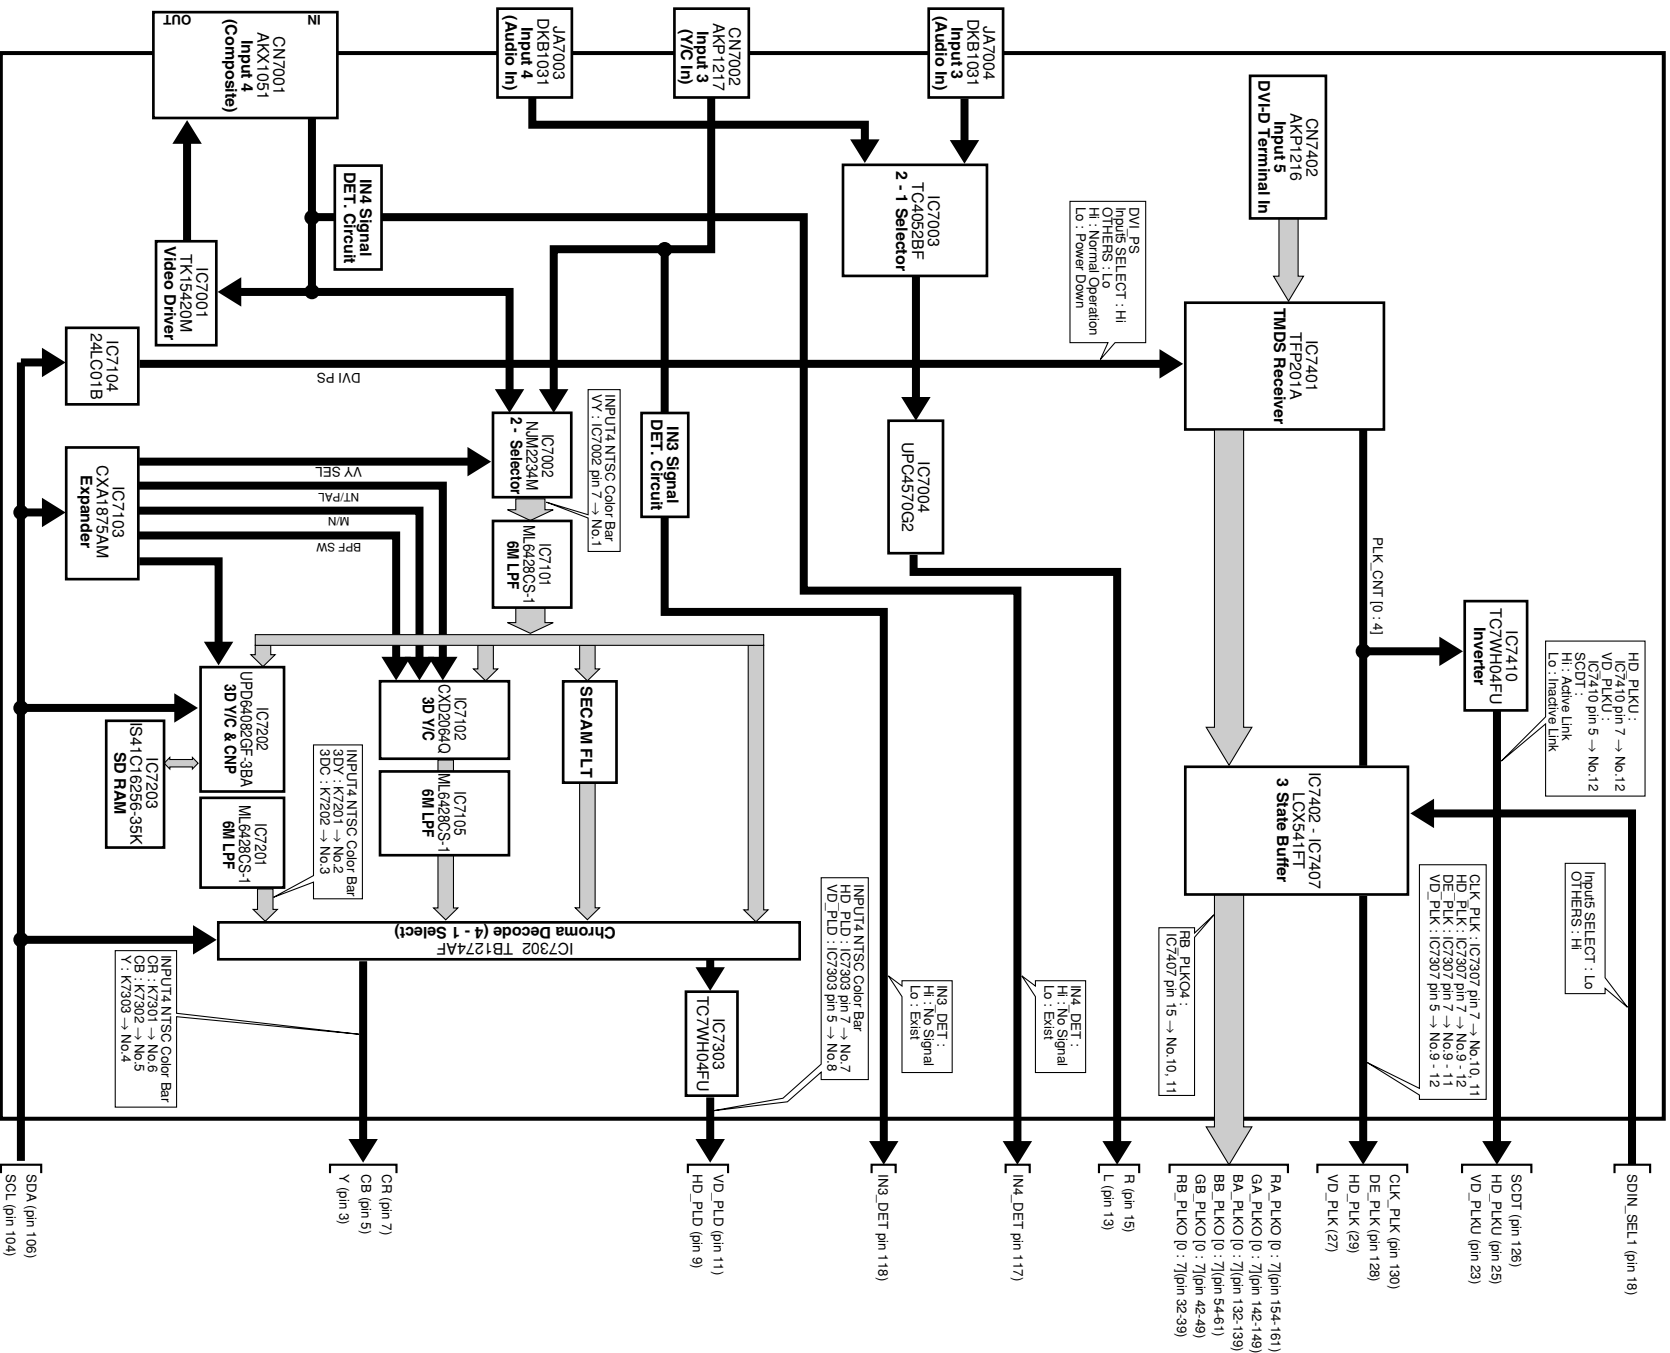 CN7402
AKP1216
Input 5
DVI-D Terminal In
JA7004
DKB1031
Input 3
(Audio In)
CN7002
AKP1217
Input 3
(Y/C In)
JA7003
DKB1031
Input 4
(Audio In)
IN
OUT
CN7001
AKX1051
Input 4
(Composite)
IC7003
TC4052BF
2 - 1 Selector
DVI_PS
Input5 SELECT : Hi
OTHERS : Lo
Hi : Normal Operation
Lo : Power Down
IN4 Signal
DET. Circuit
IC7001
TK15420M
Video Driver
IC7401
TFP201A
TMDS Receiver
IC7104
24LC01B
DVI PS
IC7004
UPC4570G2
IN3 Signal
DET. Circuit
INPUT4 NTSC Color Bar
VY : IC7002 pin 7 → No.1
IC7002
NJM2234M
2 - Selector
IC7103
CXA1875AM
Expander
VY SEL
NT/PAL
M/N
BPF SW
IC7101
ML6428CS-1
6M LPF
PLK_CNT [0 : 4]
IC7410
TC7WH04FU
Inverter
HD_PLKU :
IC7410 pin 7 → No.12
VD_PLKU :
IC7410 pin 5 → No.12
SCDT :
Hi : Active Link
Lo : Inactive Link
SECAM FLT
IC7102
CXD2064Q
3D Y/C
IC7105
ML6428CS-1
6M LPF
IC7202
UPD64082GF-3BA
3D Y/C & CNP
IC7203
IS41C16256-35K
SD RAM
IC7201
ML6428CS-1
6M LPF
INPUT4 NTSC Color Bar
3DY : K7201 → No.2
3DC : K7202 → No.3
IC7402 - IC7407
LCX541FT
3 State Buffer
Input5 SELECT : Lo
OTHERS : Hi
CLK_PLK : IC7307 pin 7 → No.10, 11
HD_PLK : IC7307 pin 7 → No.9 - 12
DE_PLK : IC7307 pin 7 → No.9 - 11
VD_PLK : IC7307 pin 5 → No.9 - 12
RB_PLKO4 :
IC7407 pin 15 → No.10, 11
IN4_DET :
Hi : No Signal
Lo : Exist
IN3_DET :
Hi : No Signal
Lo : Exist
INPUT4 NTSC Color Bar
HD_PLD : IC7303 pin 7 → No.7
VD_PLD : IC7303 pin 5 → No.8
IC7302 TB1274AF
Chroma Decode (4 - 1 Select)
IC7303
TC7WH04FU
INPUT4 NTSC Color Bar
CR : K7301 → No.6
CB : K7302 → No.5
Y : K7303 → No.4
SDIN_SEL1 (pin 18)
SCDT (pin 126)
HD_PLKU (pin 25)
VD_PLKU (pin 23)
CLK_PLK (pin 130)
DE_PLK (pin 128)
HD_PLK (29)
VD_PLK (27)
RA_PLKO [0 : 7](pin 154-161)
GA_PLKO [0 : 7](pin 142-149)
BA_PLKO [0 : 7](pin 132-139)
BB_PLKO [0 : 7](pin 54-61)
GB_PLKO [0 : 7](pin 42-49)
RB_PLKO [0 : 7](pin 32-39)
R (pin 15)
L (pin 13)
IN4_DET pin 117)
IN3_DET pin 118)
VD_PLD (pin 11)
HD_PLD (pin 9)
CR (pin 7)
CB (pin 5)
Y (pin 3)
SDA (pin 106)
SCL (pin 104)